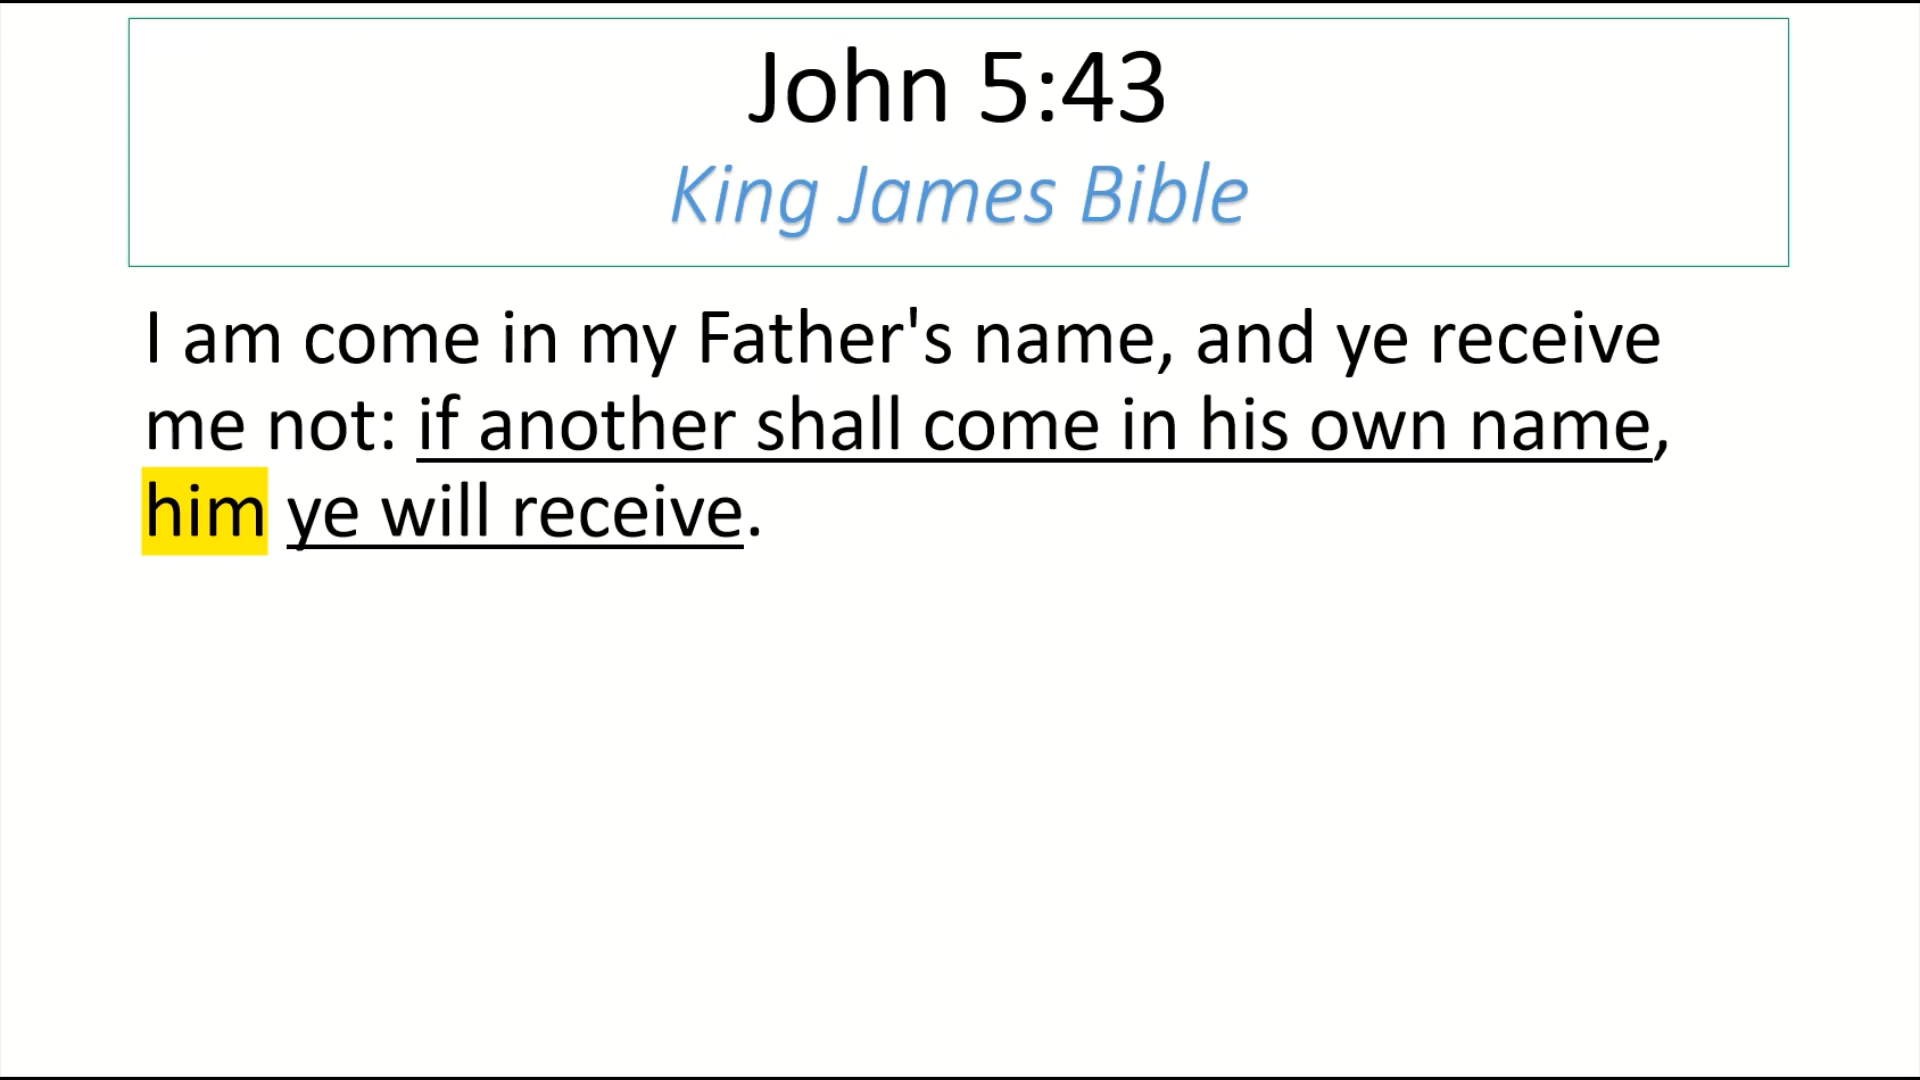 John 5:43
King James Bible
I am come in my Father's name, and ye receive
me not: if another shall come in his own name,
him ye will receive.